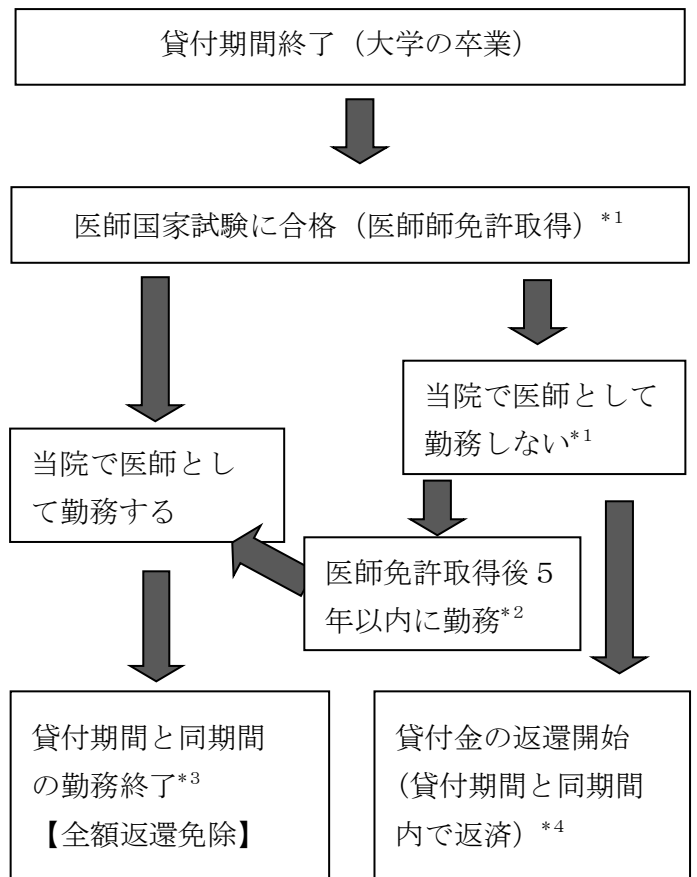 貸付期間終了（大学の卒業）
医師国家試験に合格（医師師免許取得）*1
当院で医師として
勤務しない*1
当院で医師とし
て勤務する
医師免許取得後５
年以内に勤務*2
貸付期間と同期間
の勤務終了*3
【全額返還免除】
貸付金の返還開始
（貸付期間と同期間
内で返済）*4